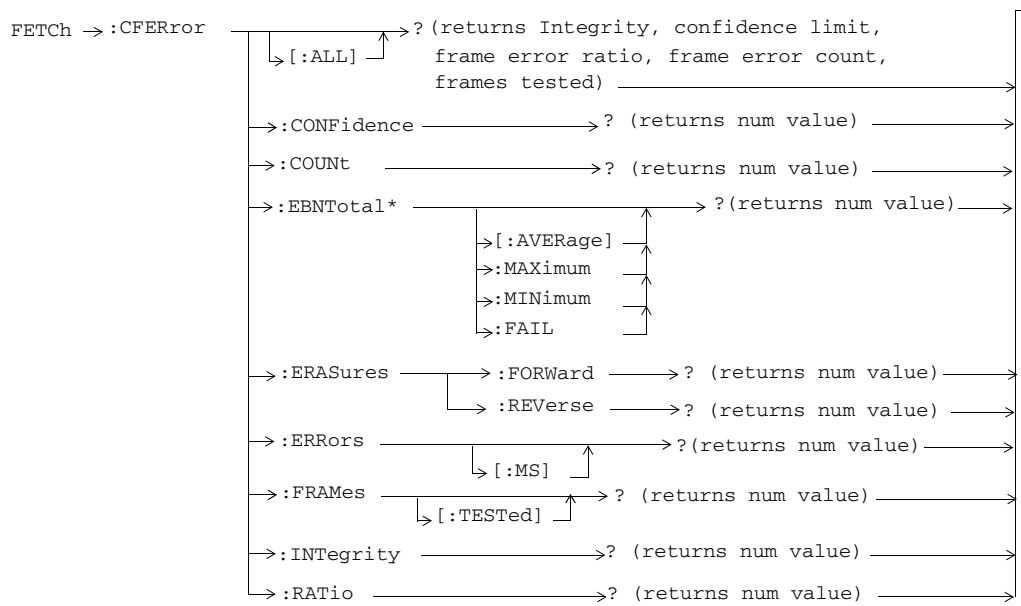 FETCh :CFERror ? (returns Integrity, confidence limit,
[:ALL] frame error ratio, frame error count,
frames tested)
:CONFidence ? (returns num value)
:COUNt ? (returns num value)
:EBNTotal* ?(returns num value)
[:AVERage]
:MAXimum
:MINimum
:FAIL
:ERASures :FORWard ? (returns num value)
:REVerse ? (returns num value)
:ERRors ?(returns num value)
[:MS]
:FRAMes ? (returns num value)
[:TESTed]
:INTegrity ? (returns num value)
:RATio ? (returns num value)